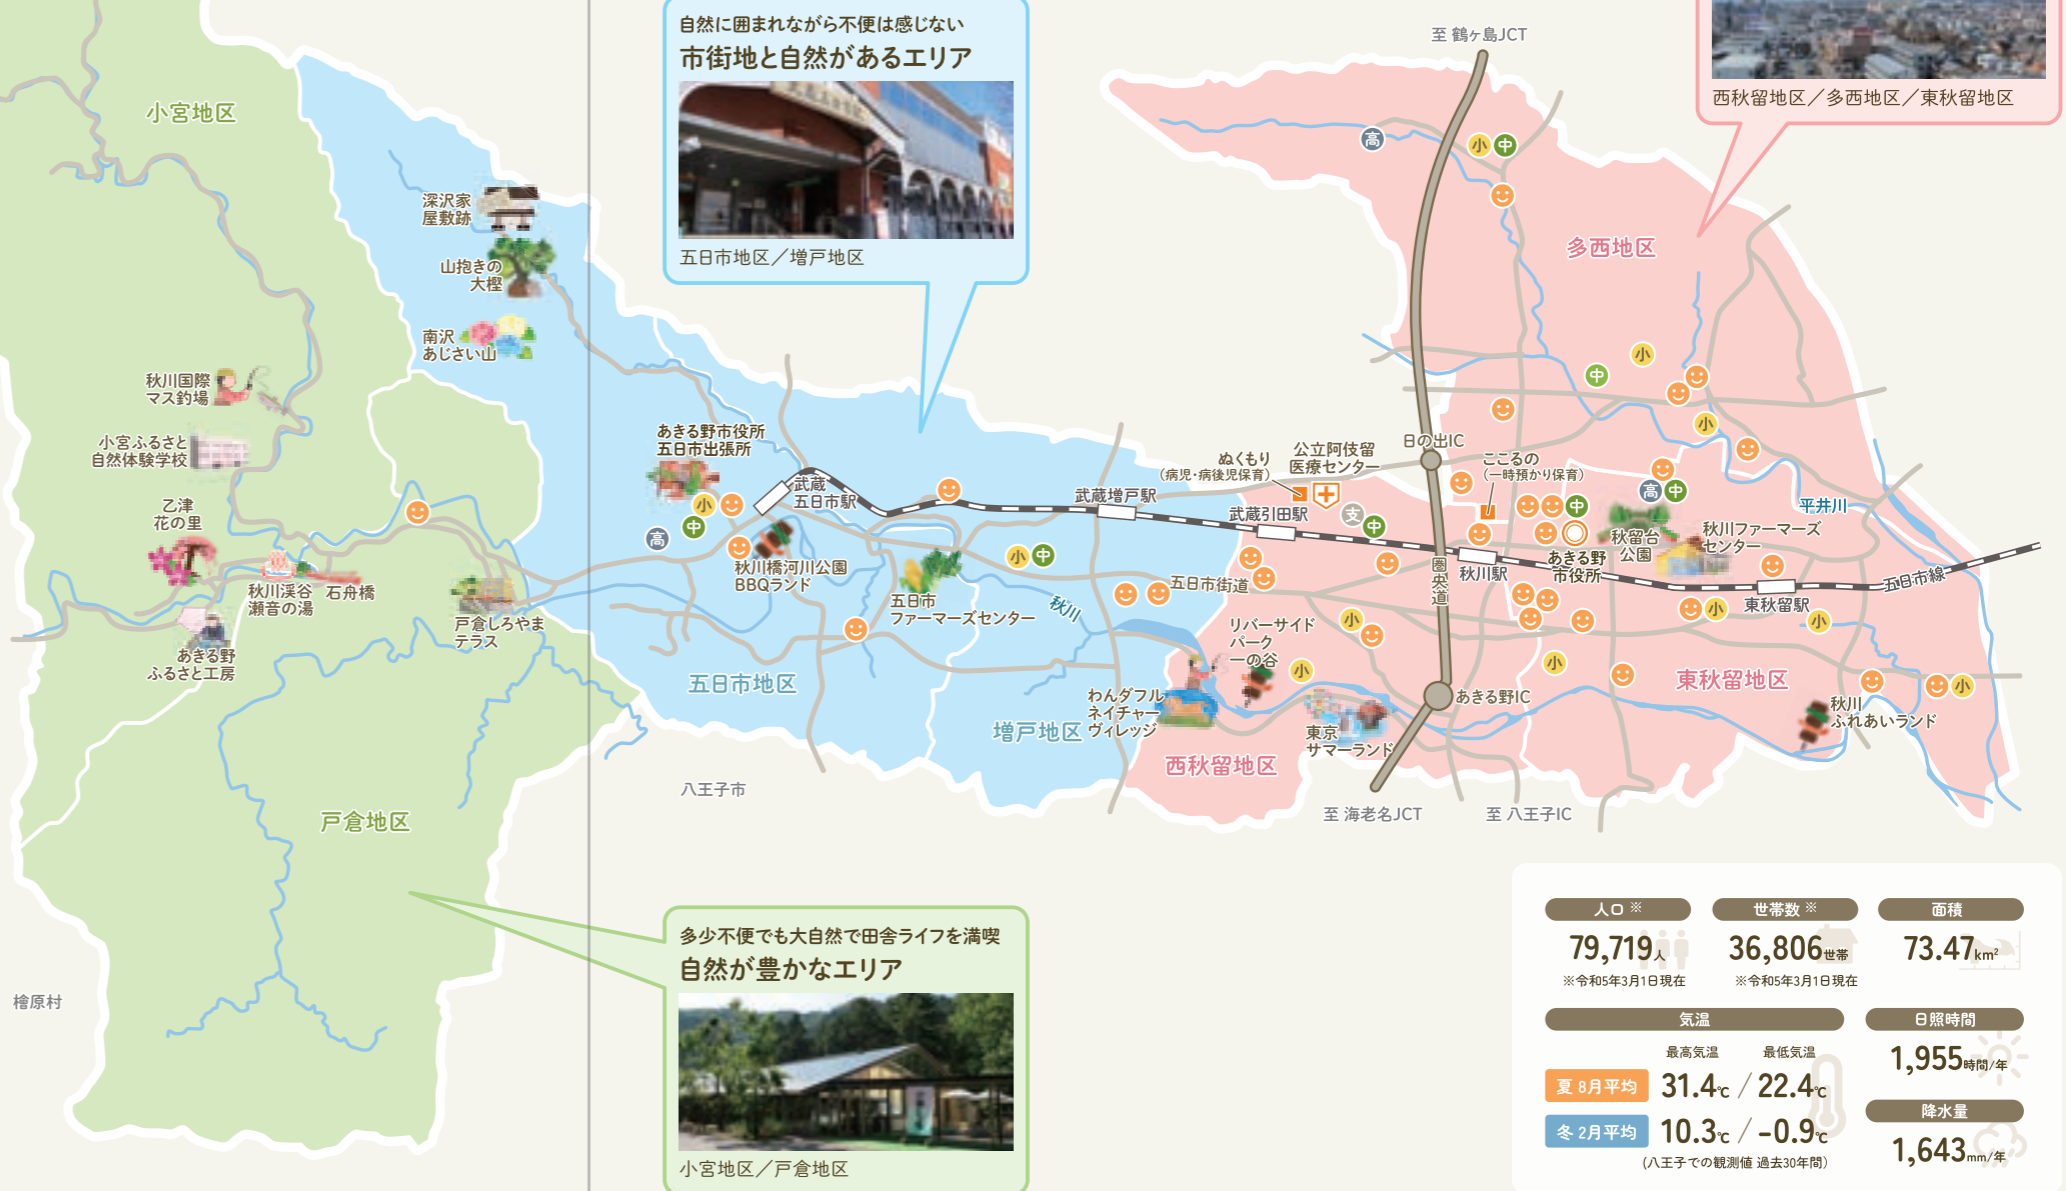 自然に囲まれながら不便は感じない
市街地と自然があるエリア
五日市地区／増戸地区
西秋留地区／多西地区／東秋留地区
至 鶴ヶ島JCT
小宮地区
深沢家
屋敷跡
山抱きの
大樫
南沢
あじさい山
秋川国際
マス釣場
小宮ふるさと
自然体験学校
乙津
花の里
秋川渓谷
瀬音の湯
石舟橋
あきる野
ふるさと工房
戸倉しろやま
テラス
戸倉地区
檜原村
あきる野市役所
五日市出張所
小
中
高
武蔵
五日市駅
秋川橋河川公園
BBQランド
五日市
ファーマーズセンター
小
中
秋川
五日市地区
増戸地区
八王子市
武蔵増戸駅
五日市街道
ぬくもり
（病児・病後児保育）
公立阿伎留
医療センター
武蔵引田駅
支
中
日の出IC
こころの
（一時預かり保育）
高
小
中
多西地区
小
中
小
高
中
平井川
圏央道
秋川駅
あきる野
市役所
秋留台
公園
秋川ファーマーズ
センター
東秋留駅
五日市線
小
小
小
小
リバーサイド
パーク
一の谷
小
わんダフル
ネイチャー
ヴィレッジ
東京
サマーランド
あきる野IC
西秋留地区
東秋留地区
秋川
ふれあいランド
小
至 海老名JCT
至 八王子IC
多少不便でも大自然で田舎ライフを満喫
自然が豊かなエリア
小宮地区／戸倉地区
人口※
79,719人
※令和5年3月1日現在
世帯数※
36,806世帯
※令和5年3月1日現在
面積
73.47km²
気温
最高気温 最低気温
夏 8月平均 31.4℃ ／ 22.4℃
冬 2月平均 10.3℃ ／ -0.9℃
(八王子での観測値 過去30年間)
日照時間
1,955時間/年
降水量
1,643mm/年